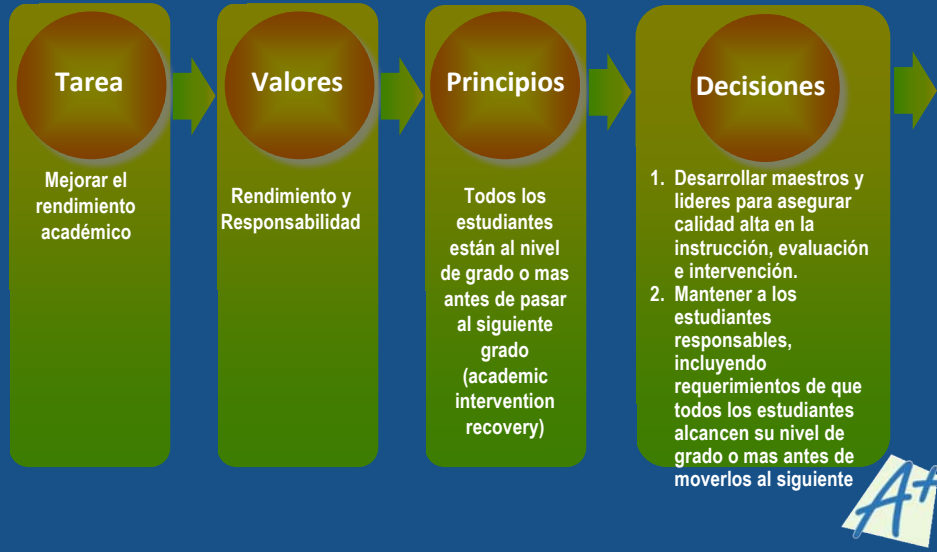 Tarea
Mejorar el
rendimiento
académico
Valores
Rendimiento y
Responsabilidad
Principios
Todos los
estudiantes
están al nivel
de grado o mas
antes de pasar
al siguiente
grado
(academic
intervention
recovery)
Decisiones
1. Desarrollar maestros y
lideres para asegurar
calidad alta en la
instrucción, evaluación
e intervención.
2. Mantener a los
estudiantes
responsables,
incluyendo
requerimientos de que
todos los estudiantes
alcancen su nivel de
grado o mas antes de
moverlos al siguiente
A+